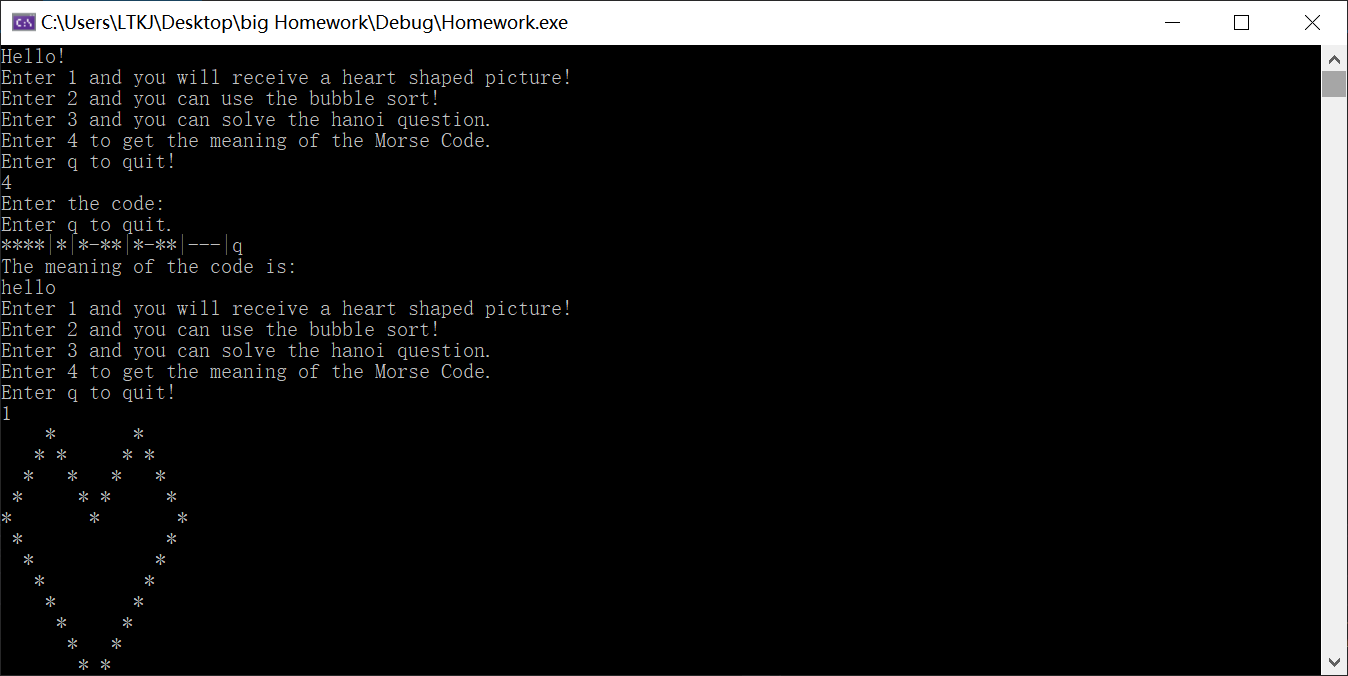 C:\Users\LTKJ\Desktop\big Homework\Debug\Homework.exe
Hello!
Enter 1 and you will receive a heart shaped picture!
Enter 2 and you can use the bubble sort!
Enter 3 and you can solve the hanoi question.
Enter 4 to get the meaning of the Morse Code.
Enter q to quit!
4
Enter the code:
Enter q to quit.
****|*|*-**|*-**|---|q
The meaning of the code is:
hello
Enter 1 and you will receive a heart shaped picture!
Enter 2 and you can use the bubble sort!
Enter 3 and you can solve the hanoi question.
Enter 4 to get the meaning of the Morse Code.
Enter q to quit!
1
    *       *
   * *     * *
  *   *   *   *
 *     * *     *
*       *       *
 *             *
  *           *
   *         *
    *       *
     *     *
      *   *
       * *